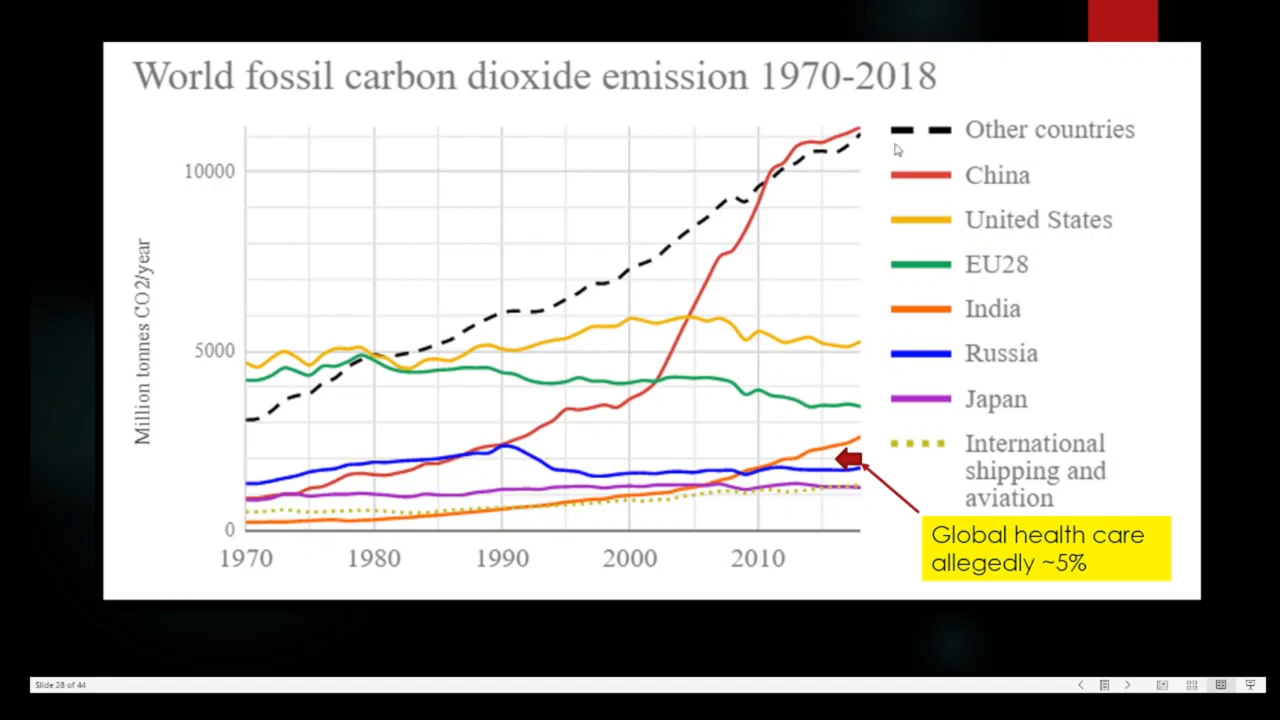 World fossil carbon dioxide emission 1970-2018
Million tonnes CO2/year
10000
5000
0
1970
1980
1990
2000
2010
Other countries
China
United States
EU28
India
Russia
Japan
International
shipping and
aviation
Global health care
allegedly ~5%
Slide 28 of 44